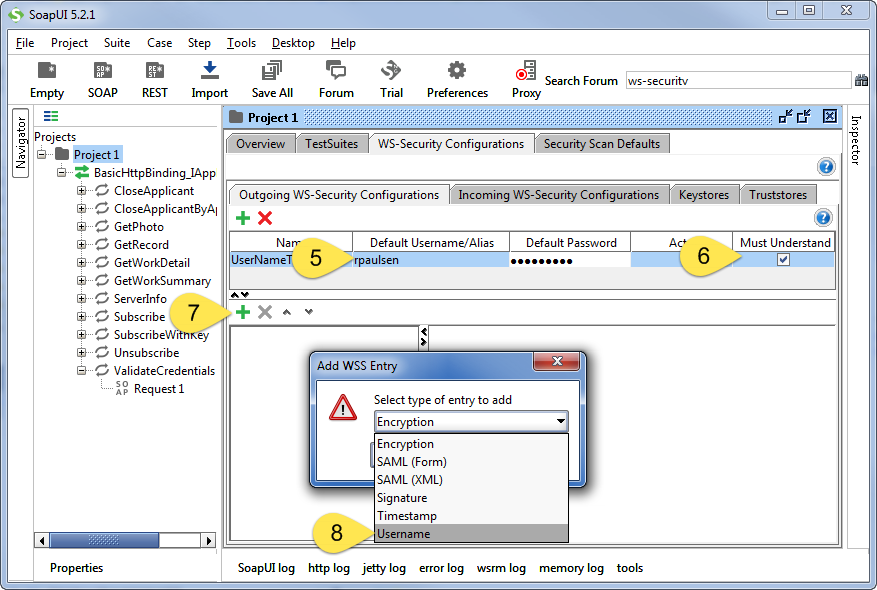 SoapUI 5.2.1
File Project Suite Case Step Tools Desktop Help
Empty SOAP REST Import Save All Forum Trial Preferences Proxy Search Forum ws-security
Navigator
Projects
Project 1
BasicHttpBinding_IApp
CloseApplicant
CloseApplicantByA
GetPhoto
GetRecord
GetWorkDetail
GetWorkSummary
ServerInfo
Subscribe
SubscribeWithKey
Unsubscribe
ValidateCredentials
SO AP Request 1
Properties
Project 1
Overview TestSuites WS-Security Configurations Security Scan Defaults
Outgoing WS-Security Configurations Incoming WS-Security Configurations Keystores Truststores
Nam Default Username/Alias Default Password Act Must Understand
UserNameT rpaulsen
5
6
7
Add WSS Entry
Select type of entry to add
Encryption
Encryption
SAML (Form)
SAML (XML)
Signature
Timestamp
Username
8
Inspector
SoapUI log http log jetty log error log wsrm log memory log tools